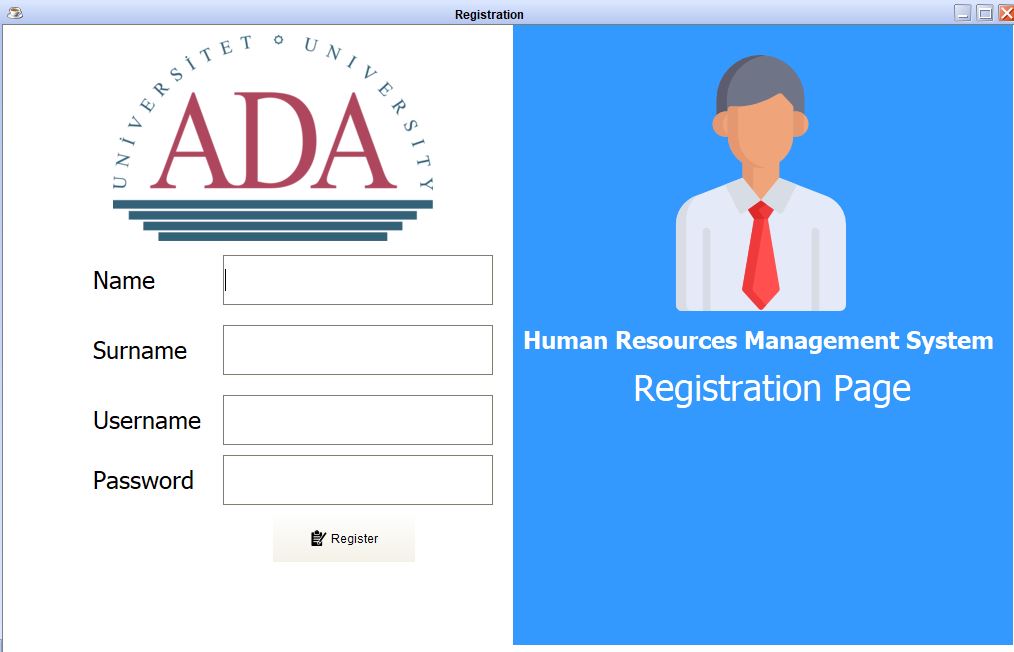 Registration
UNİVERSİTET UNIVERSITY
ADA
Name
Surname
Username
Password
Register
Human Resources Management System
Registration Page